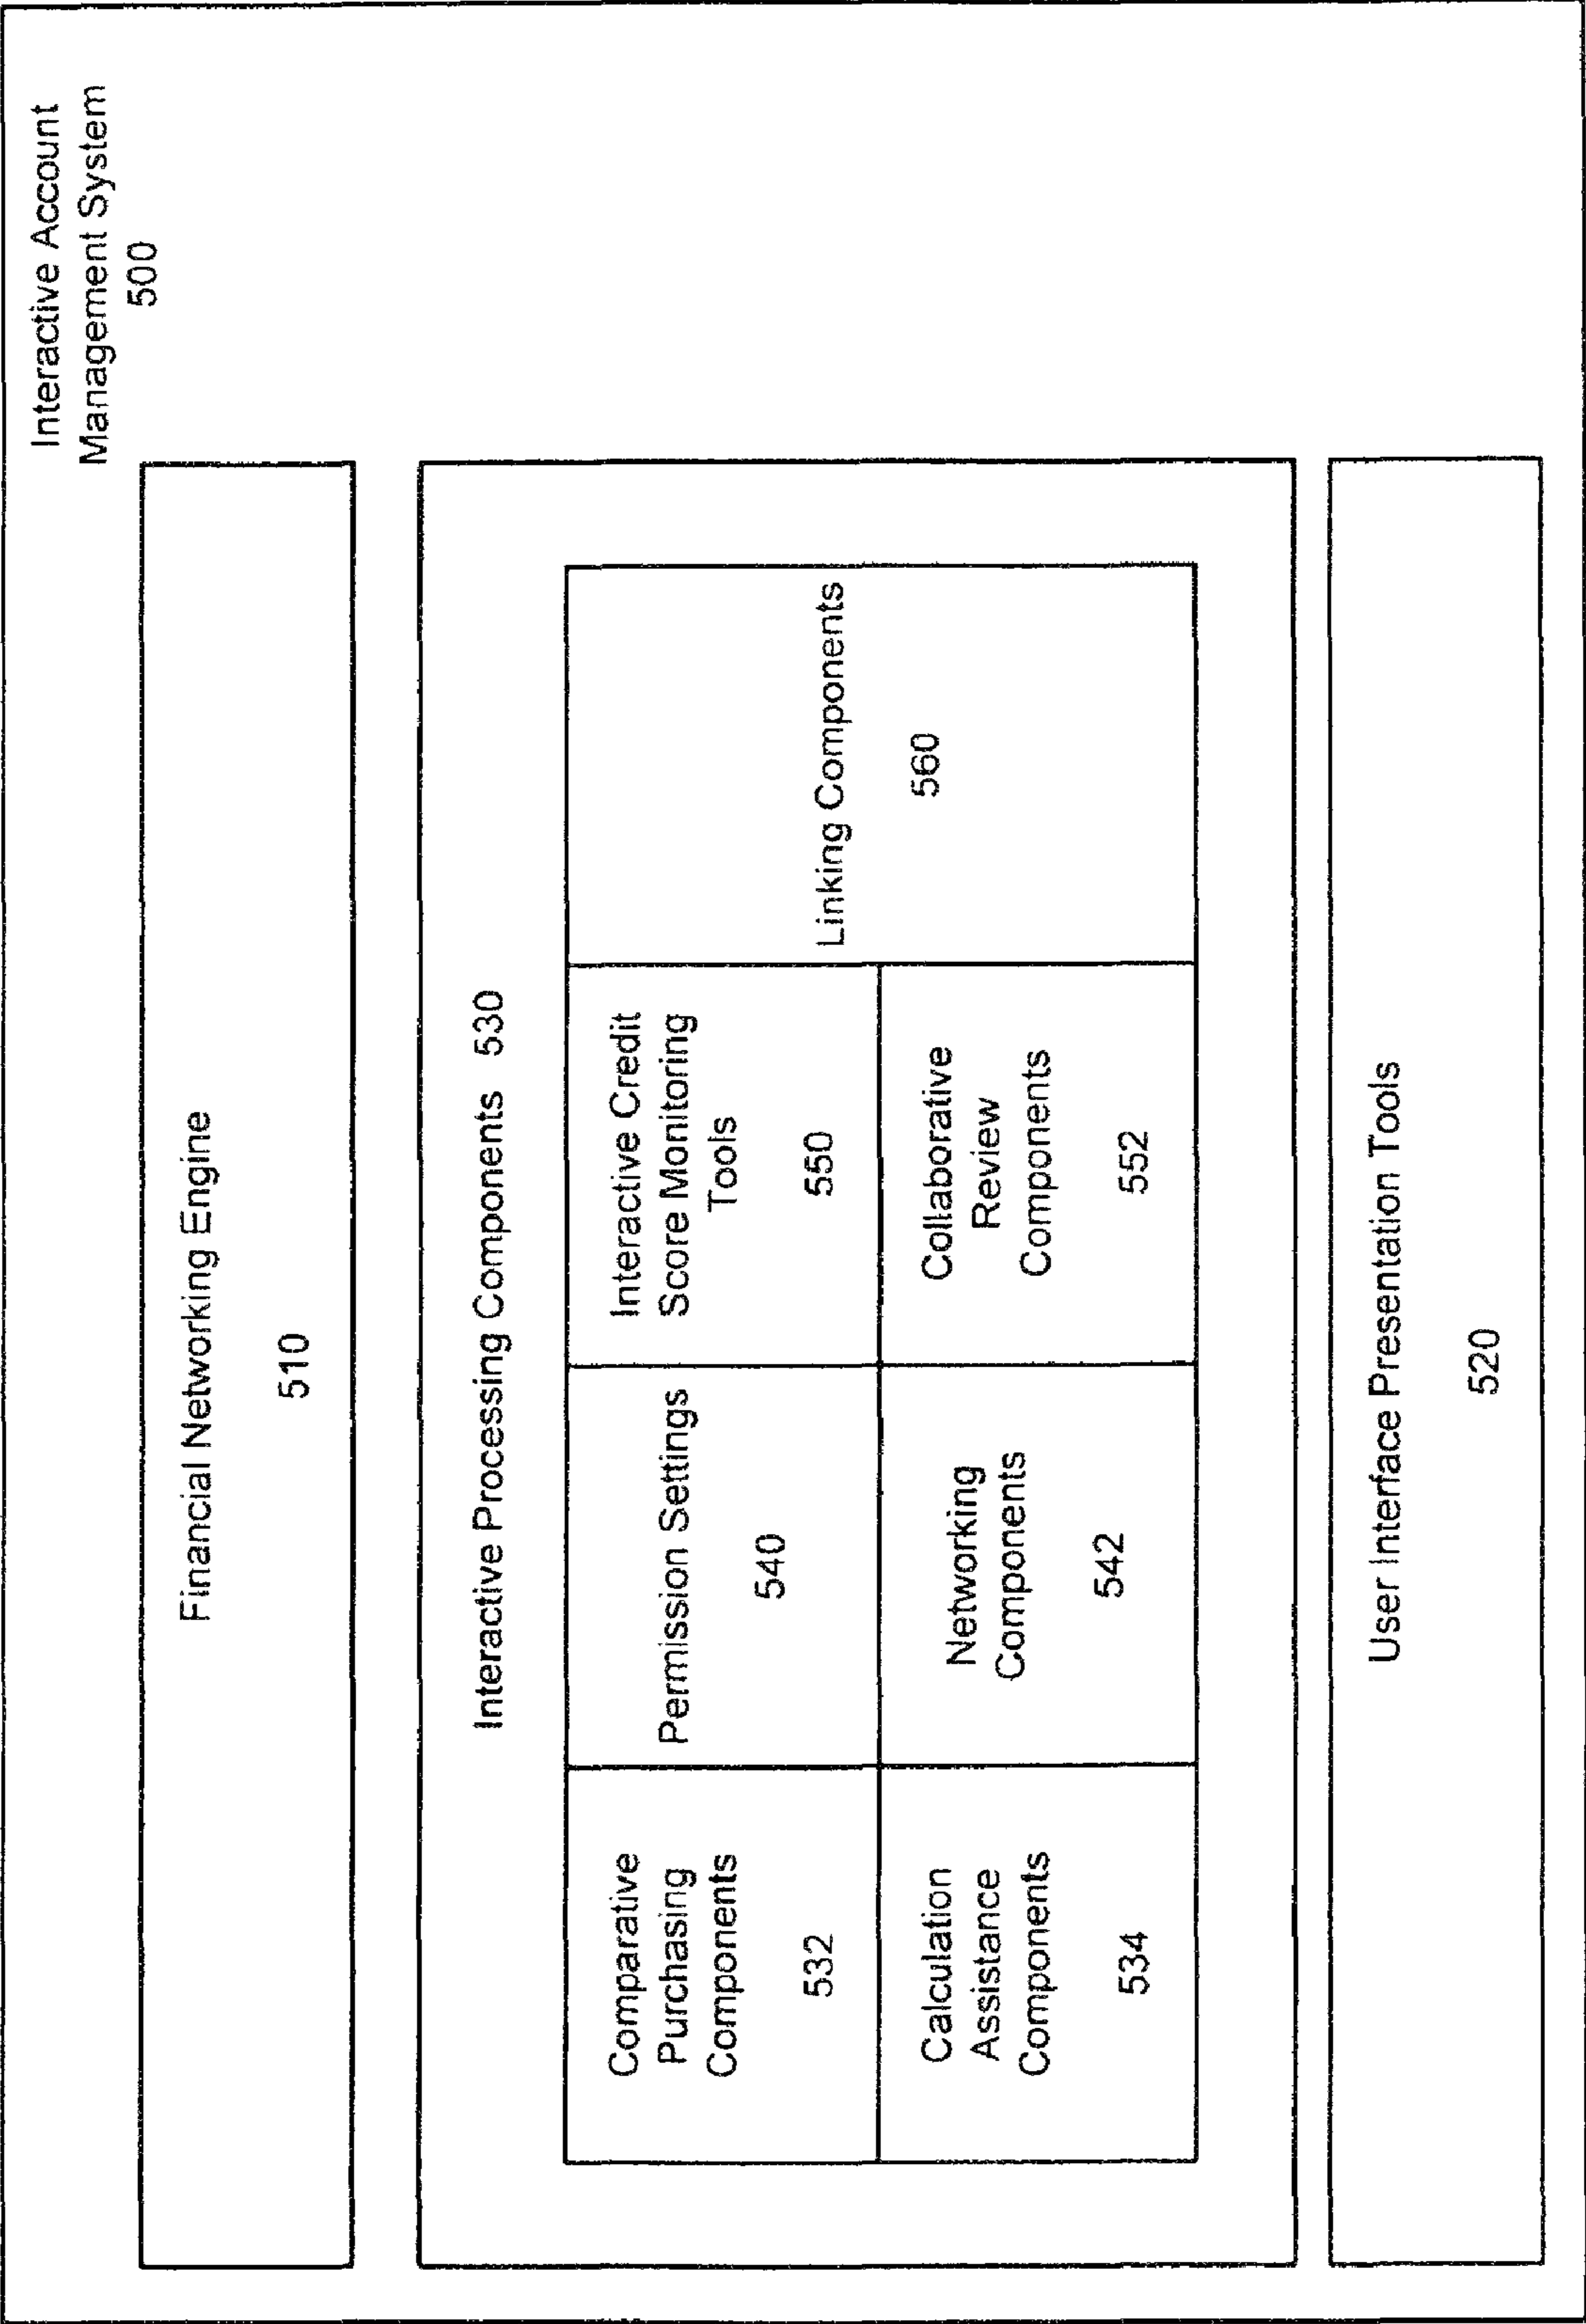 Interactive Account
Management System
500
Financial Networking Engine
510
Interactive Processing Components 530
Comparative
Purchasing
Components
532
Permission Settings
540
Interactive Credit
Score Monitoring
Tools
550
Linking Components
560
Calculation
Assistance
Components
534
Networking
Components
542
Collaborative
Review
Components
552
User Interface Presentation Tools
520